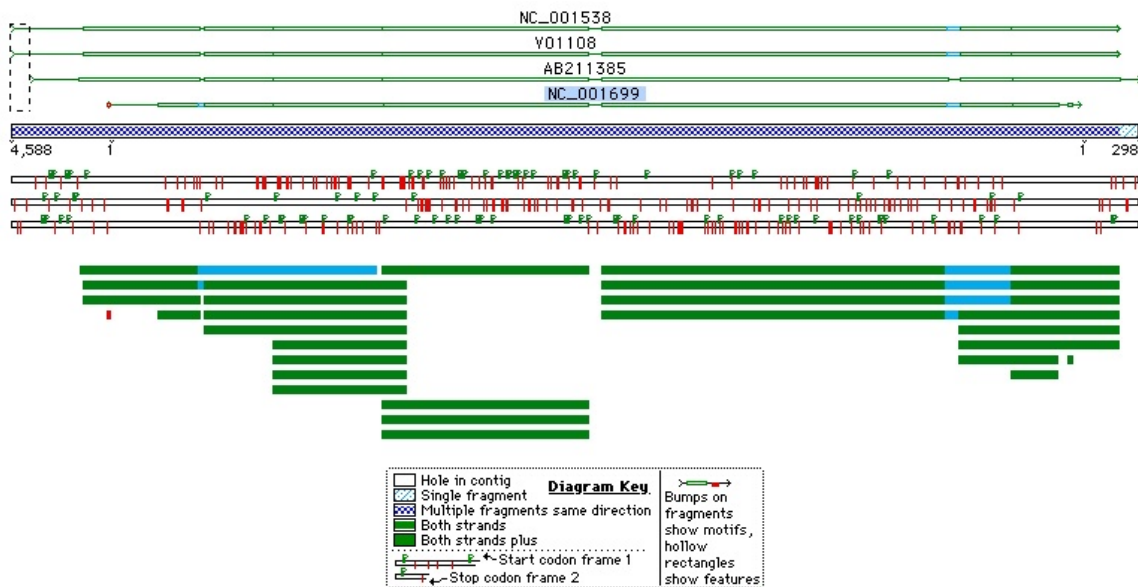 NC_001538
V01108
AB211385
NC_001699
4,588 1 1 298
Hole in contig
Diagram Key
Single fragment
Multiple fragments same direction
Both strands
Both strands plus
Start codon frame 1
Stop codon frame 2
Bumps on
fragments
show motifs,
hollow
rectangles
show features